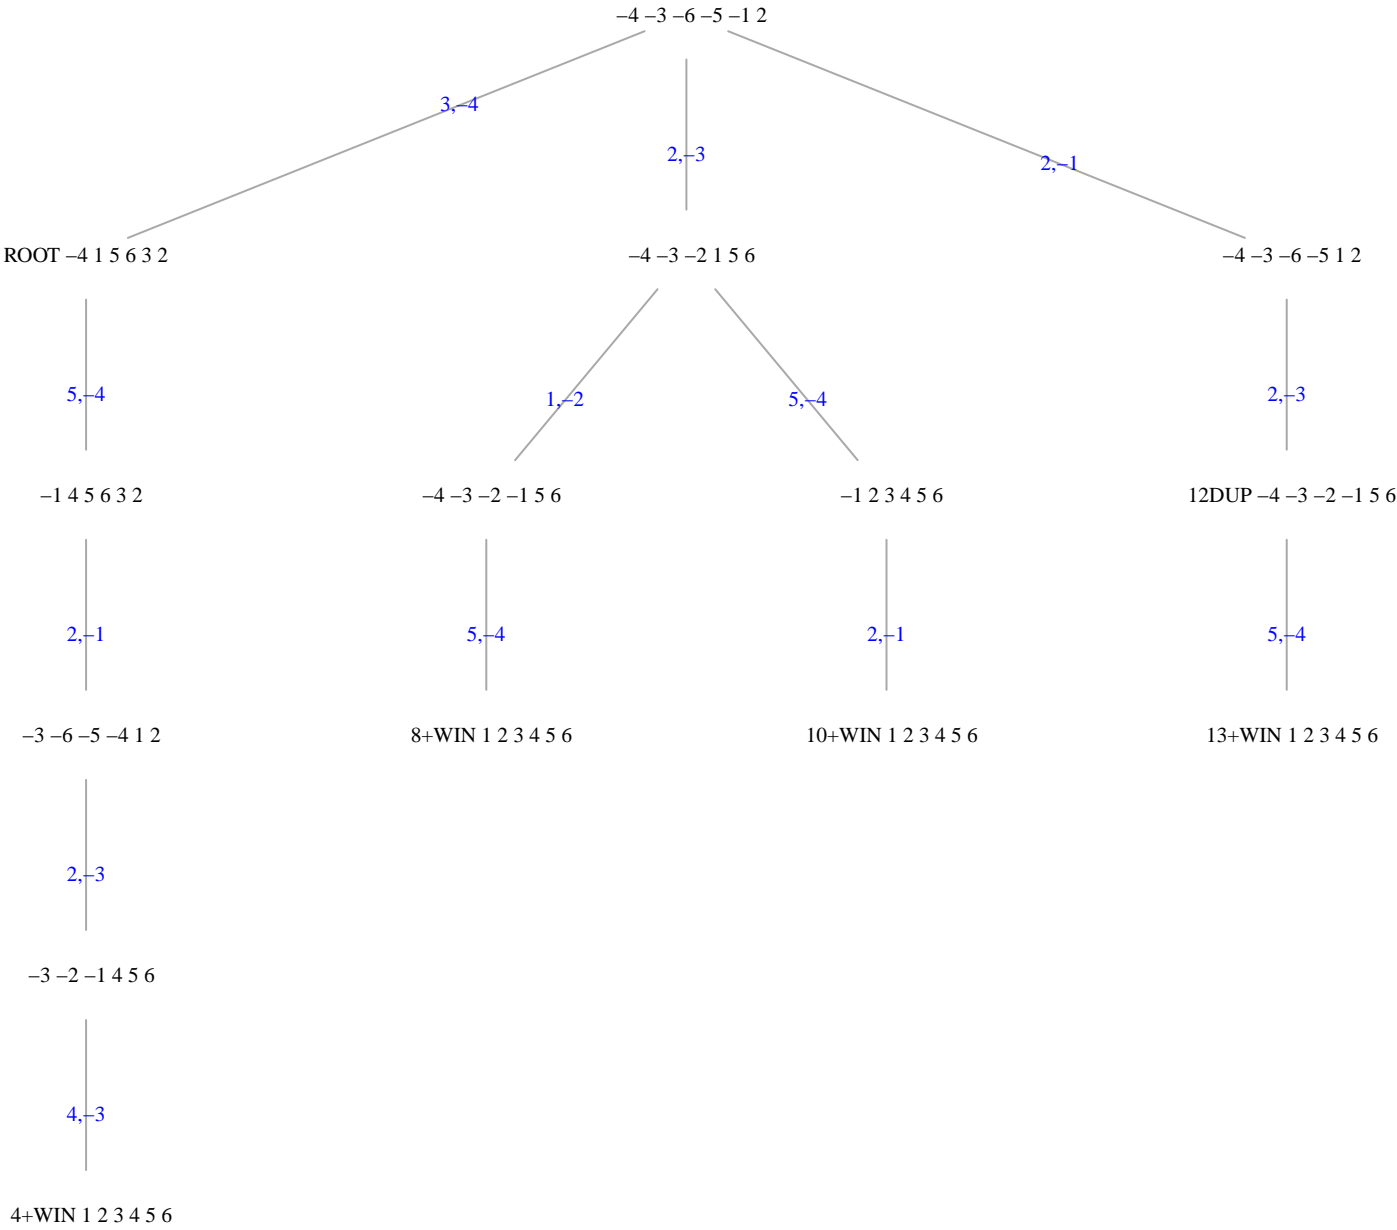 –4 –3 –6 –5 –1 2
3,–4
2,–3
2,–1
ROOT –4 1 5 6 3 2
–4 –3 –2 1 5 6
–4 –3 –6 –5 1 2
5,–4
1,–2
5,–4
2,–3
–1 4 5 6 3 2
–4 –3 –2 –1 5 6
–1 2 3 4 5 6
12DUP –4 –3 –2 –1 5 6
2,–1
5,–4
2,–1
5,–4
–3 –6 –5 –4 1 2
8+WIN 1 2 3 4 5 6
10+WIN 1 2 3 4 5 6
13+WIN 1 2 3 4 5 6
2,–3
–3 –2 –1 4 5 6
4,–3
4+WIN 1 2 3 4 5 6